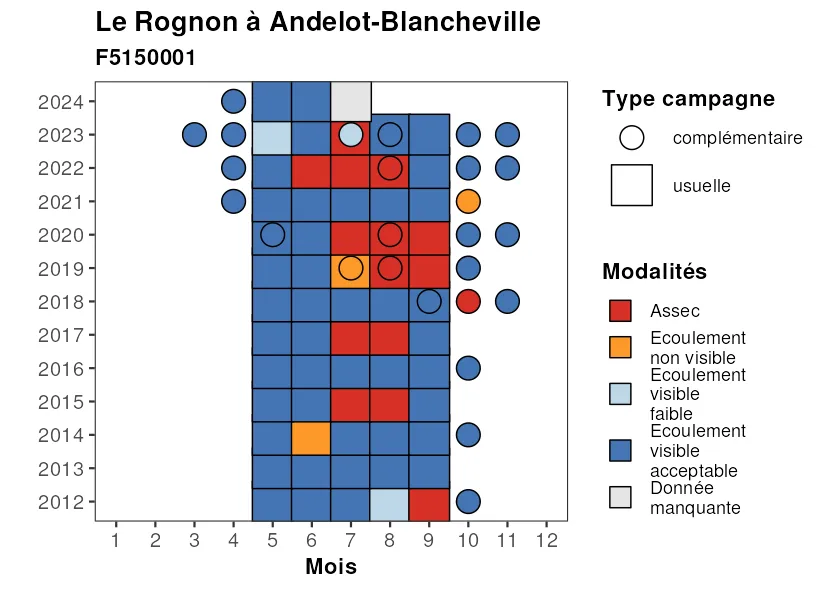 Le Rognon à Andelot-Blancheville
F5150001
2024
2023
2022
2021
2020
2019
2018
2017
2016
2015
2014
2013
2012
1 2 3 4 5 6 7 8 9 10 11 12
Mois
Type campagne
complémentaire
usuelle
Modalités
Assec
Ecoulement
non visible
Ecoulement
visible
faible
Ecoulement
visible
acceptable
Donnée
manquante